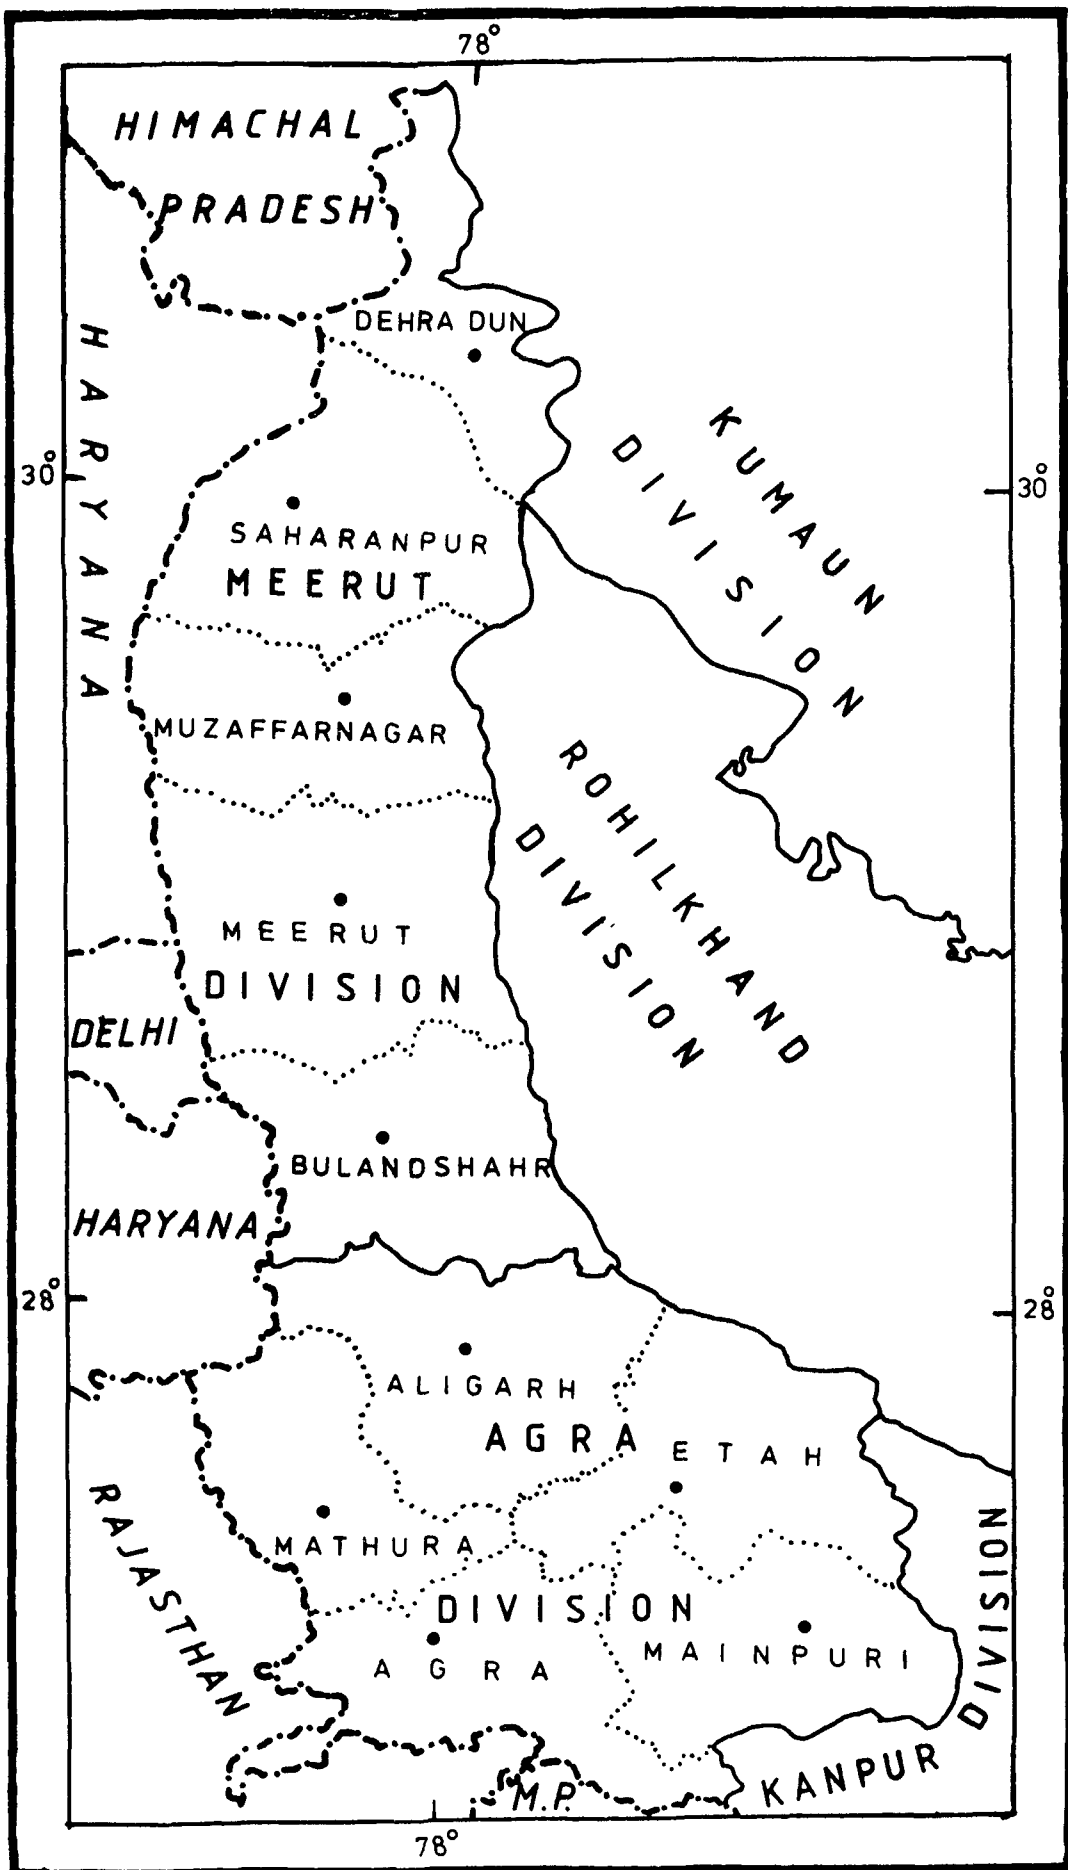 78°
HIMACHAL
PRADESH
HARYANA
DEHRA DUN
KUMAUN
DIVISION
30°
30°
SAHARANPUR
MEERUT
MUZAFFARNAGAR
ROHILKHAND
DIVISION
MEERUT
DIVISION
DELHI
BULANDSHAHR
HARYANA
28°
28°
ALIGARH
AGRA
ETAH
RAJASTHAN
MATHURA
DIVISION
MAINPURI
AGRA
DIVISION
KANPUR
M.P.
78°